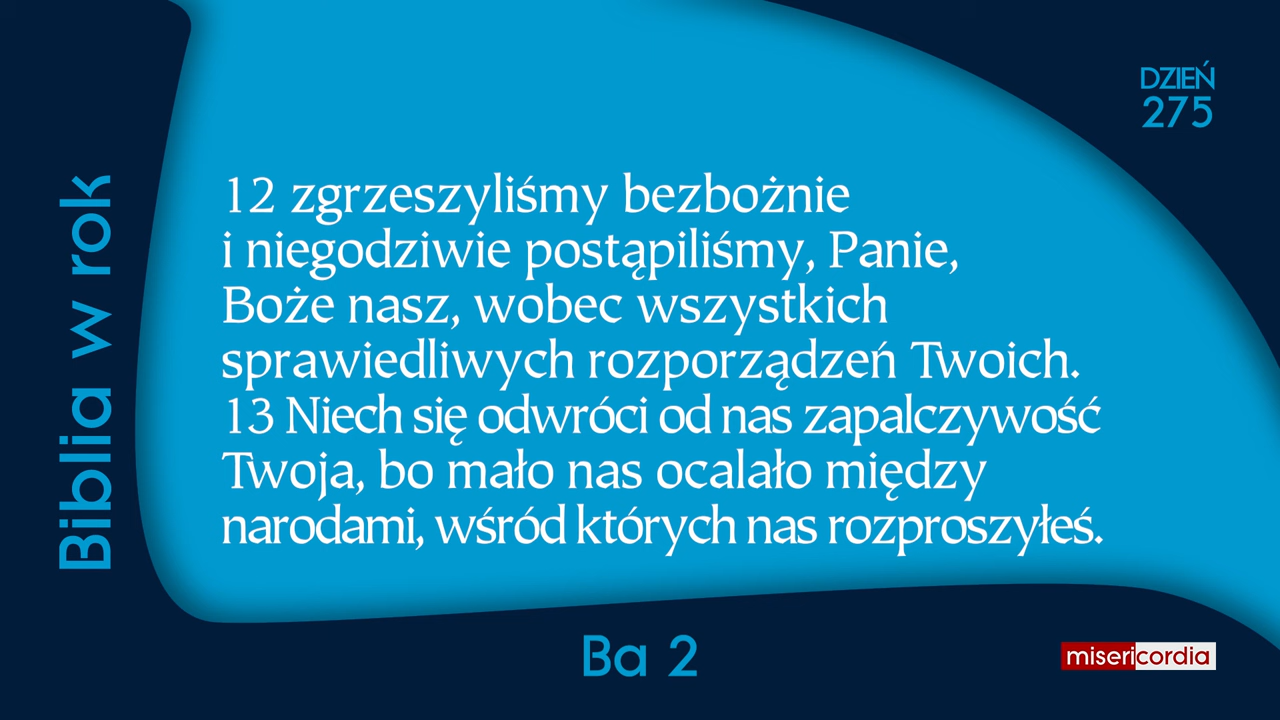 DZIEŃ
275
Biblia w rok
12 zgrzeszyliśmy bezbożnie
i niegodziwie postąpiliśmy, Panie,
Boże nasz, wobec wszystkich
sprawiedliwych rozporządzeń Twoich.
13 Niech się odwróci od nas zapalczywość
Twoja, bo mało nas ocalało między
narodami, wśród których nas rozproszyłeś.
Ba 2
misericordia